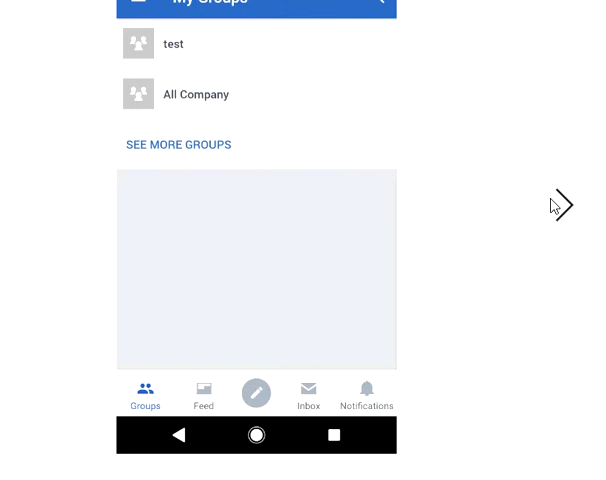 My Groups
test
All Company
SEE MORE GROUPS
Groups
Feed
Inbox
Notifications